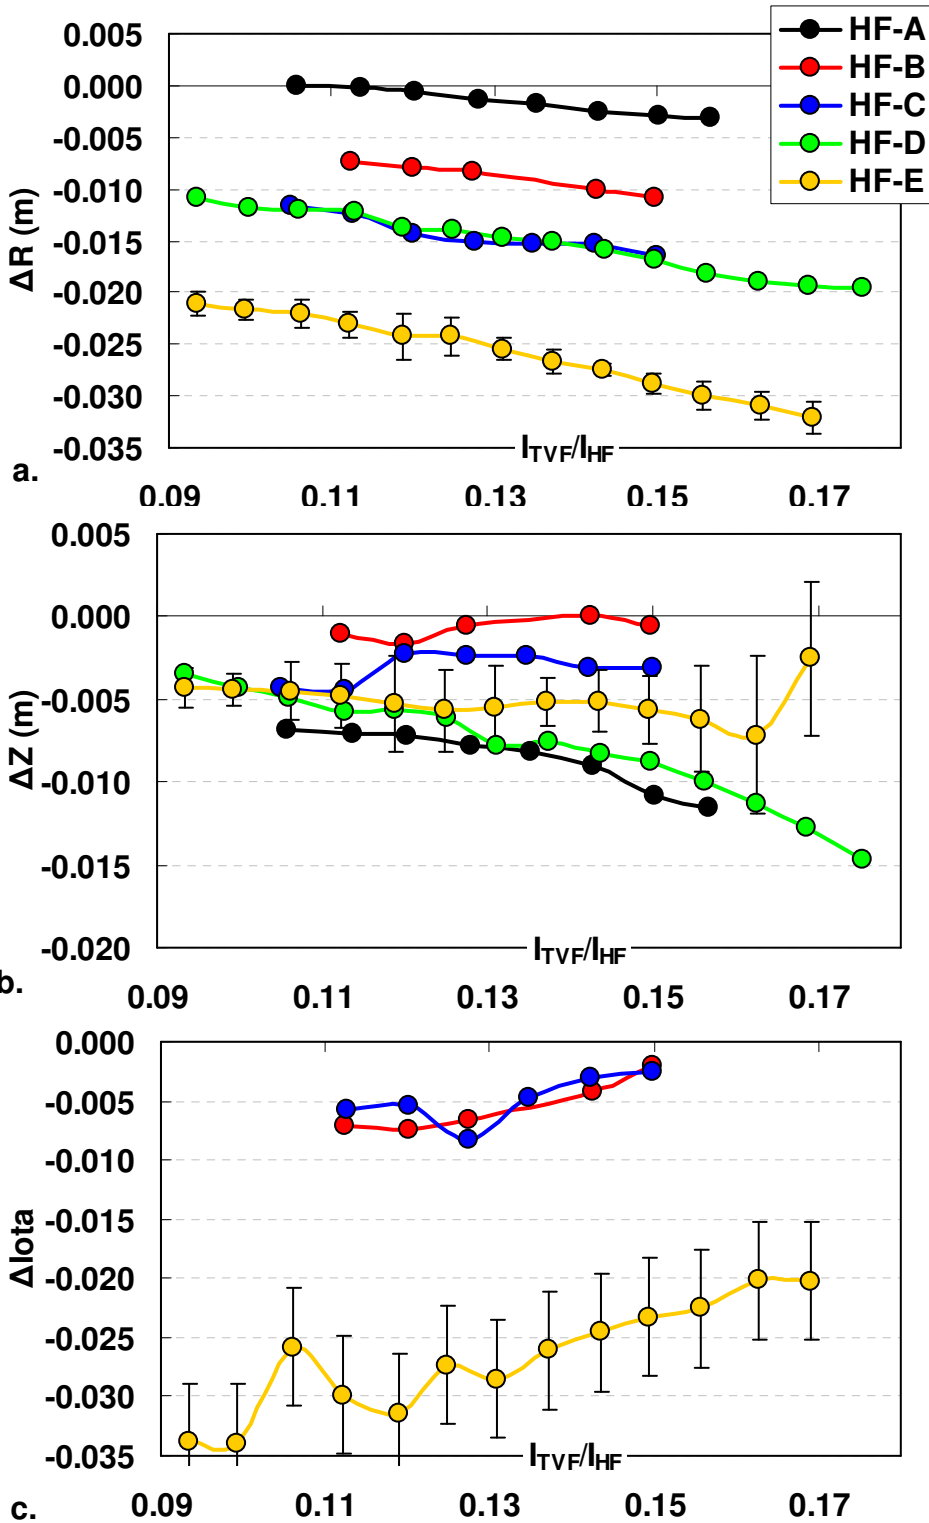 0.005
0.000
-0.005
-0.010
-0.015
-0.020
-0.025
-0.030
-0.035
ΔR (m)
HF-A
HF-B
HF-C
HF-D
HF-E
I_TVF/I_HF
a.
0.09 0.11 0.13 0.15 0.17
0.005
0.000
-0.005
-0.010
-0.015
-0.020
ΔZ (m)
I_TVF/I_HF
b.
0.09 0.11 0.13 0.15 0.17
0.000
-0.005
-0.010
-0.015
-0.020
-0.025
-0.030
-0.035
ΔIota
I_TVF/I_HF
c.
0.09 0.11 0.13 0.15 0.17